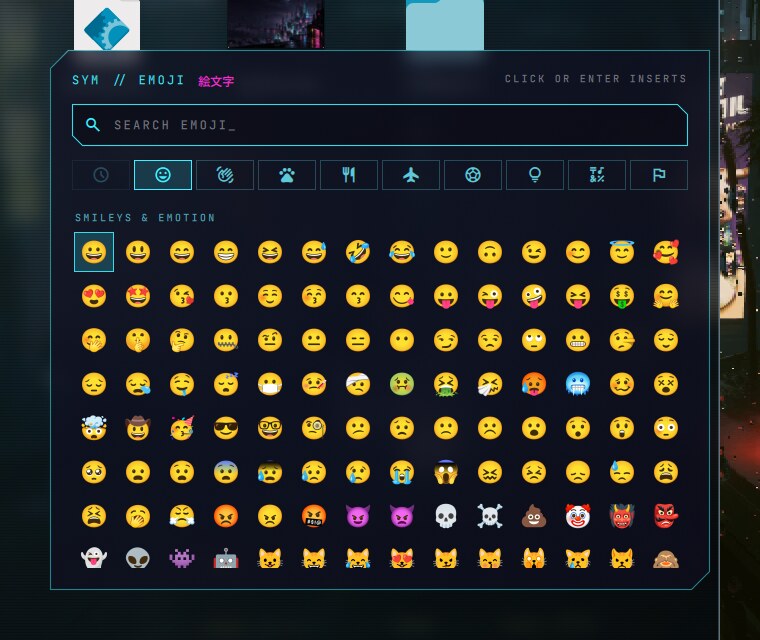 SYM // EMOJI 絵文字
CLICK OR ENTER INSERTS
SEARCH EMOJI_
SMILEYS & EMOTION